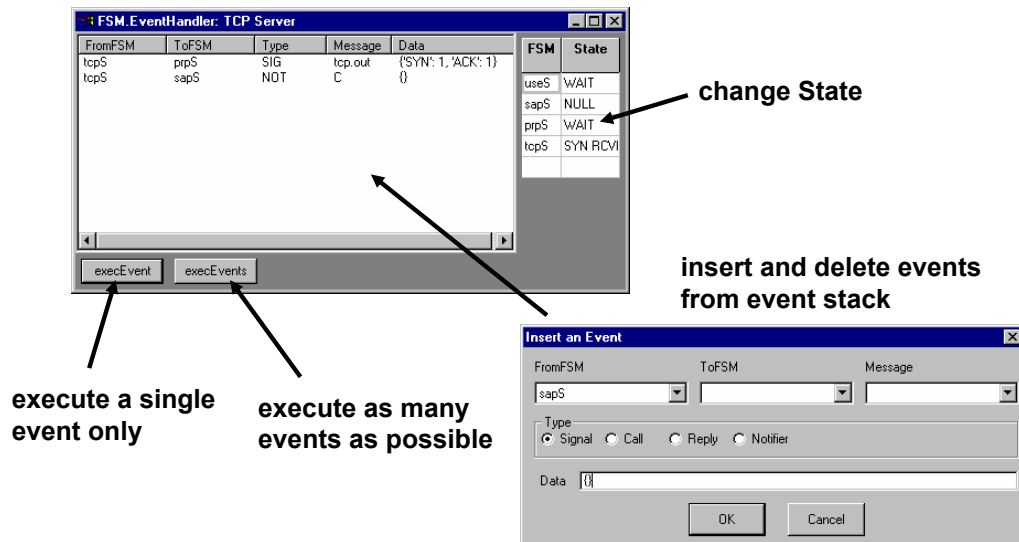 FSM.EventHandler: TCP Server
FromFSM ToFSM Type Message Data
tcpS prpS SIG tcp.out {'SYN': 1, 'ACK': 1}
tcpS sapS NOT C {}
FSM State
useS WAIT
sapS NULL
prpS WAIT
tcpS SYN RCVI
execEvent execEvents
change State
insert and delete events
from event stack
execute a single
event only
execute as many
events as possible
Insert an Event
FromFSM ToFSM Message
sapS
Type
Signal Call Reply Notifier
Data {}
OK Cancel